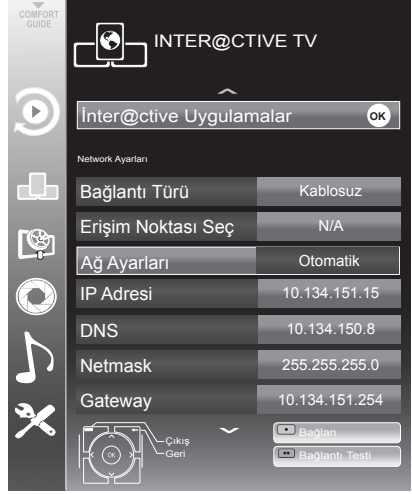 COMFORT
GUIDE
INTER@CTIVE TV
İnter@ctive Uygulamalar OK
Network Ayarları
Bağlantı Türü Kablosuz
Erişim Noktası Seç N/A
Ağ Ayarları Otomatik
IP Adresi 10.134.151.15
DNS 10.134.150.8
Netmask 255.255.255.0
Gateway 10.134.151.254
Çıkış
Geri
OK
Bağlan
Bağlantı Testi